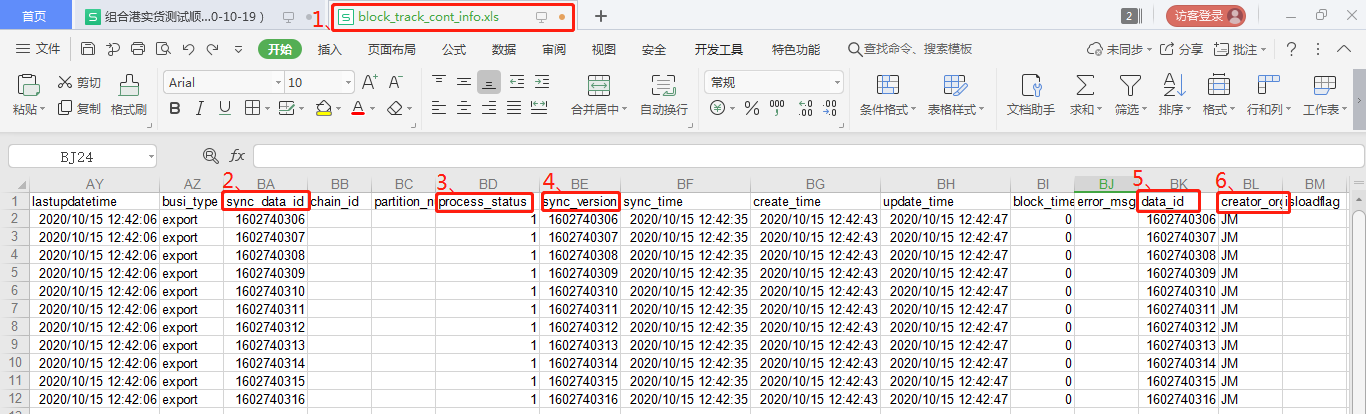 首页 S 组合港实货测试顺...0-10-19） 1、 S block_track_cont_info.xls + 2 访客登录
三 文件 开始 插入 页面布局 公式 数据 审阅 视图 安全 开发工具 特色功能 查找命令、搜索模板 未同步 分享 批注 ?
粘贴 剪切 复制 格式刷 Arial 10 A+ A- B I U A 合并居中 自动换行 常规 % 000 条件格式 表格样式 文档助手 求和 筛选 排序 格式 行和列 工作表
BJ24 fx
2、 3、 4、 5、 6、
AY AZ BA BB BC BD BE BF BG BH BI BJ BK BL BM
1 lastupdatetime busi_type sync_data_id chain_id partition_n process_status sync_version sync_time create_time update_time block_time error_msg data_id creator_org isloadflag
2 2020/10/15 12:42:06 export 1602740306 1 1602740306 2020/10/15 12:42:35 2020/10/15 12:42:43 2020/10/15 12:42:47 0 1602740306 JM
3 2020/10/15 12:42:06 export 1602740307 1 1602740307 2020/10/15 12:42:35 2020/10/15 12:42:43 2020/10/15 12:42:47 0 1602740307 JM
4 2020/10/15 12:42:06 export 1602740308 1 1602740308 2020/10/15 12:42:35 2020/10/15 12:42:43 2020/10/15 12:42:47 0 1602740308 JM
5 2020/10/15 12:42:06 export 1602740309 1 1602740309 2020/10/15 12:42:35 2020/10/15 12:42:43 2020/10/15 12:42:47 0 1602740309 JM
6 2020/10/15 12:42:06 export 1602740310 1 1602740310 2020/10/15 12:42:35 2020/10/15 12:42:43 2020/10/15 12:42:47 0 1602740310 JM
7 2020/10/15 12:42:06 export 1602740311 1 1602740311 2020/10/15 12:42:35 2020/10/15 12:42:43 2020/10/15 12:42:47 0 1602740311 JM
8 2020/10/15 12:42:06 export 1602740312 1 1602740312 2020/10/15 12:42:35 2020/10/15 12:42:43 2020/10/15 12:42:47 0 1602740312 JM
9 2020/10/15 12:42:06 export 1602740313 1 1602740313 2020/10/15 12:42:35 2020/10/15 12:42:43 2020/10/15 12:42:47 0 1602740313 JM
10 2020/10/15 12:42:06 export 1602740314 1 1602740314 2020/10/15 12:42:35 2020/10/15 12:42:43 2020/10/15 12:42:47 0 1602740314 JM
11 2020/10/15 12:42:06 export 1602740315 1 1602740315 2020/10/15 12:42:35 2020/10/15 12:42:43 2020/10/15 12:42:47 0 1602740315 JM
12 2020/10/15 12:42:06 export 1602740316 1 1602740316 2020/10/15 12:42:35 2020/10/15 12:42:43 2020/10/15 12:42:47 0 1602740316 JM